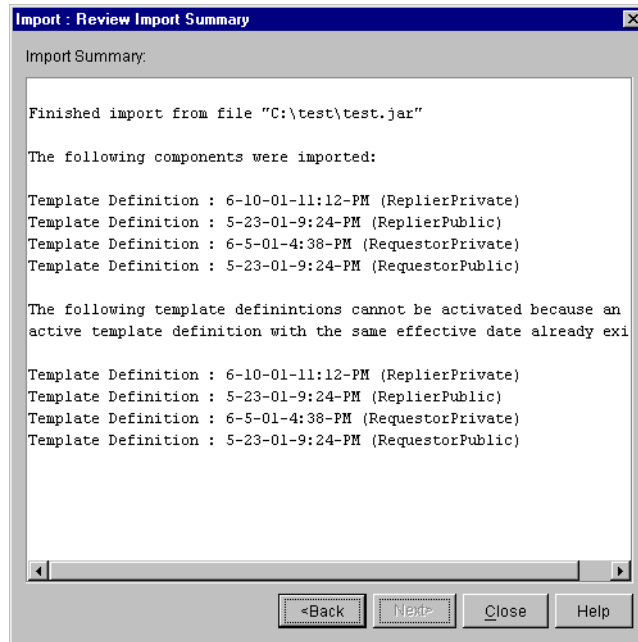 Import : Review Import Summary
Import Summary:
Finished import from file "C:\test\test.jar"
The following components were imported:
Template Definition : 6-10-01-11:12-PM (ReplierPrivate)
Template Definition : 5-23-01-9:24-PM (ReplierPublic)
Template Definition : 6-5-01-4:38-PM (RequestorPrivate)
Template Definition : 5-23-01-9:24-PM (RequestorPublic)
The following template definintions cannot be activated because an
active template definition with the same effective date already exi
Template Definition : 6-10-01-11:12-PM (ReplierPrivate)
Template Definition : 5-23-01-9:24-PM (ReplierPublic)
Template Definition : 6-5-01-4:38-PM (RequestorPrivate)
Template Definition : 5-23-01-9:24-PM (RequestorPublic)
<Back Next> Close Help